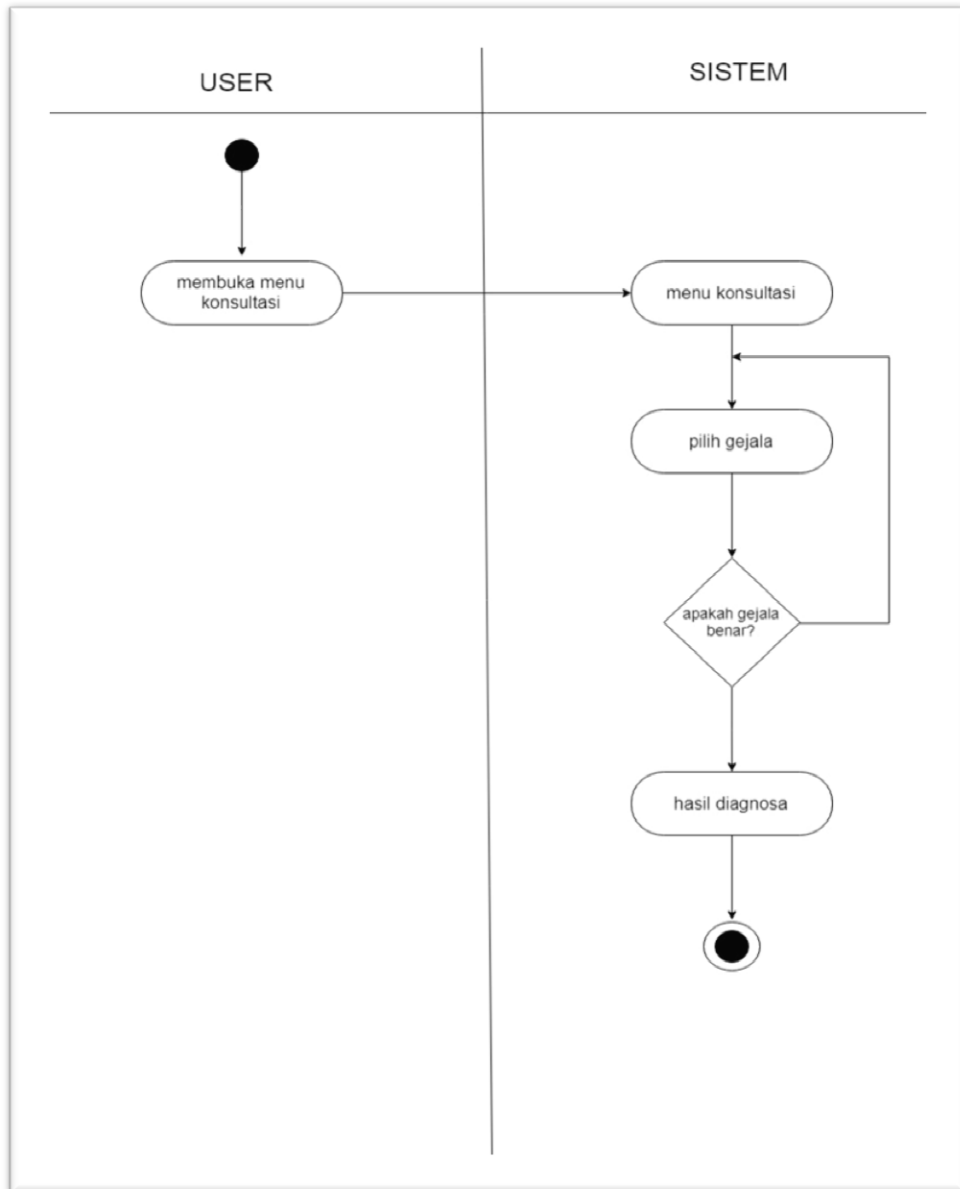 USER
SISTEM
membuka menu
konsultasi
menu konsultasi
pilih gejala
apakah gejala
benar?
hasil diagnosa